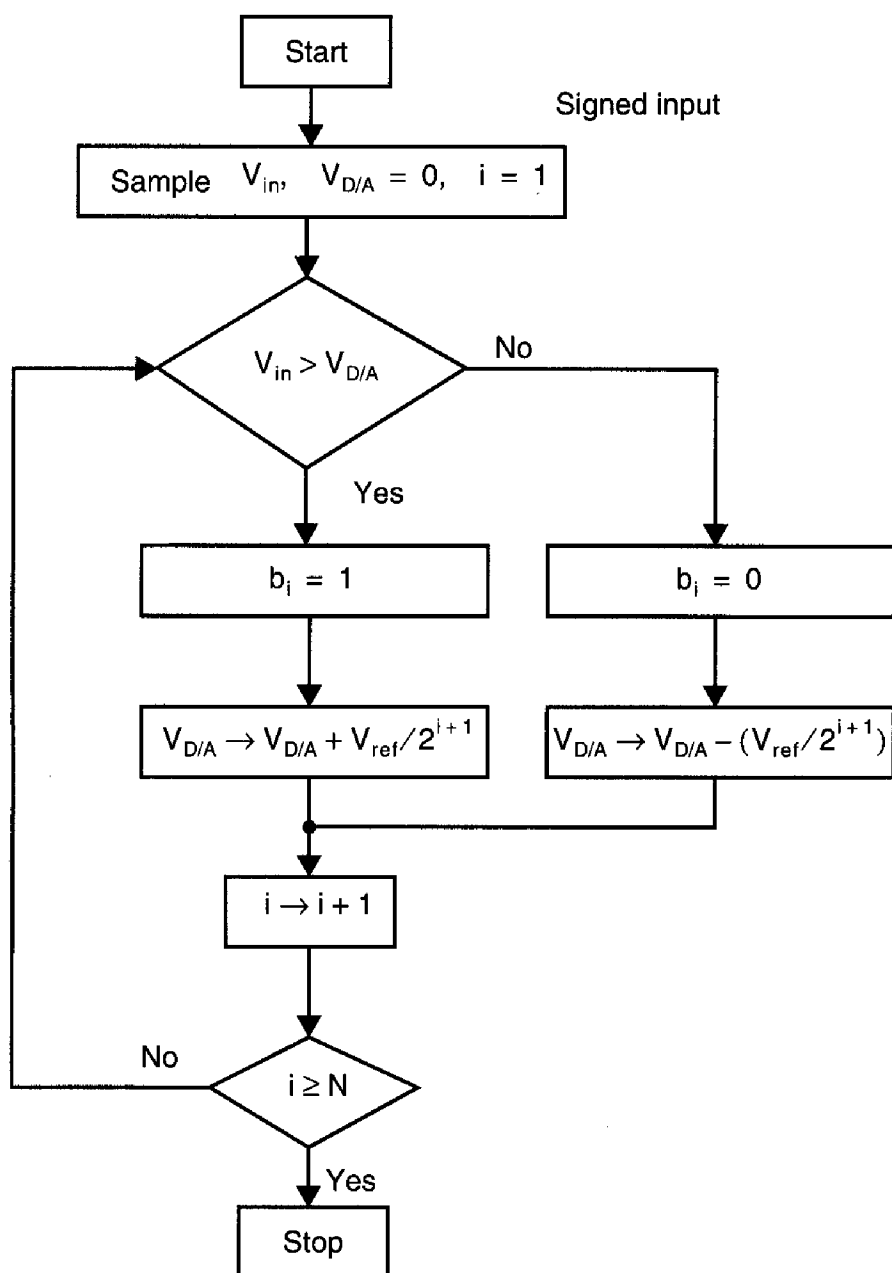 Start
Signed input
Sample V_in, V_D/A = 0, i = 1
V_in > V_D/A
No
Yes
b_i = 1
b_i = 0
V_D/A → V_D/A + V_ref/2^{i+1}
V_D/A → V_D/A – (V_ref/2^{i+1})
i → i + 1
No
i ≥ N
Yes
Stop